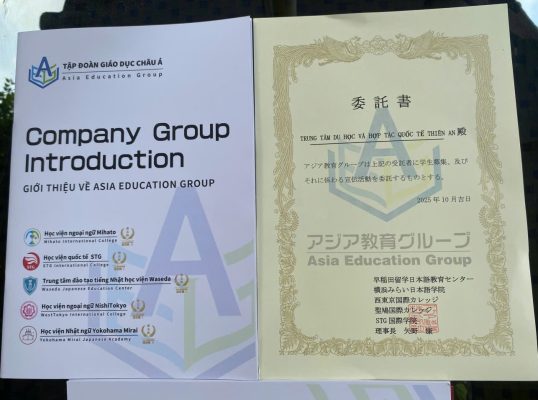 TẬP ĐOÀN GIÁO DỤC CHÂU Á
Asia Education Group
Company Group
Introduction
GIỚI THIỆU VỀ ASIA EDUCATION GROUP
Học viện ngoại ngữ Mihato
Mihato International College
Học viện quốc tế STG
STG International College
Trung tâm đào tạo tiếng Nhật học viện Waseda
Waseda Japanese Education Center
Học viện ngoại ngữ NishiTokyo
WestTokyo International College
Học viện Nhật ngữ Yokohama Mirai
Yokohama Mirai Japanese Academy
委託書
TRUNG TÂM DU HỌC VÀ HỢP TÁC QUỐC TẾ THIÊN AN 殿
アジア教育グループは上記の受託者に学生募集、及び
それに係わる宣伝活動を委託するものとする。
2025年10月吉日
アジア教育グループ
Asia Education Group
早稲田留学日本語教育センター
横浜みらい日本語学院
西東京国際カレッジ
聖鳩国際カレッジ
STG国際学院
理事長 矢野